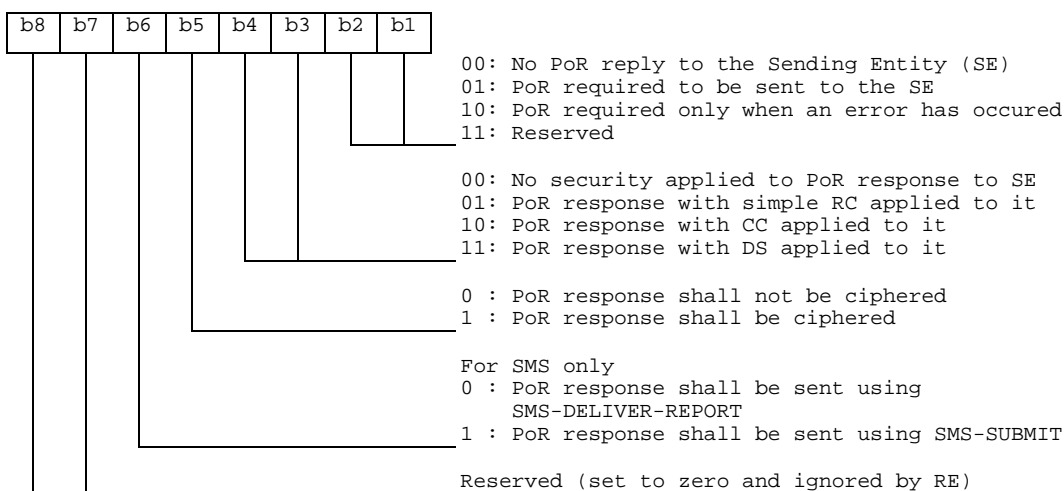 b8 b7 b6 b5 b4 b3 b2 b1
00: No PoR reply to the Sending Entity (SE)
01: PoR required to be sent to the SE
10: PoR required only when an error has occured
11: Reserved
00: No security applied to PoR response to SE
01: PoR response with simple RC applied to it
10: PoR response with CC applied to it
11: PoR response with DS applied to it
0 : PoR response shall not be ciphered
1 : PoR response shall be ciphered
For SMS only
0 : PoR response shall be sent using
SMS-DELIVER-REPORT
1 : PoR response shall be sent using SMS-SUBMIT
Reserved (set to zero and ignored by RE)